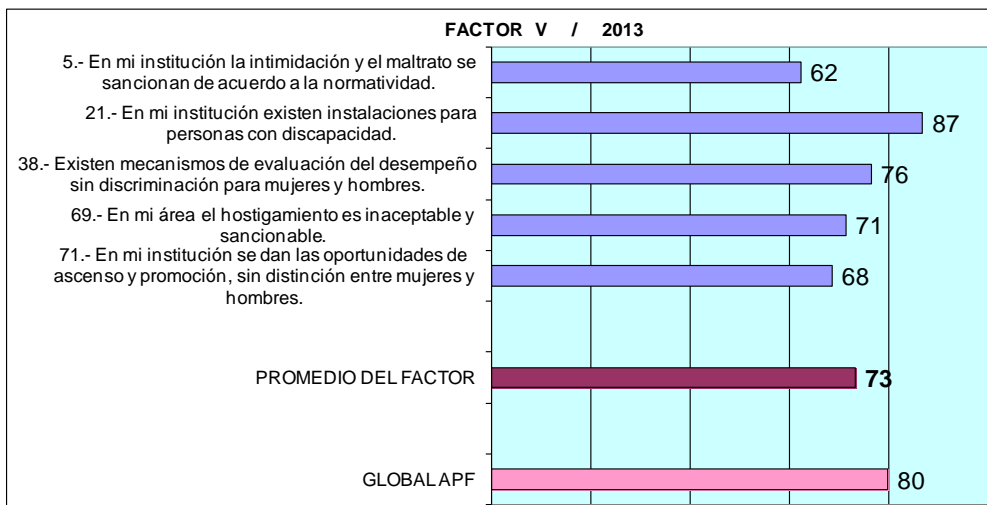 FACTOR V / 2013
5.- En mi institución la intimidación y el maltrato se
sancionan de acuerdo a la normatividad.
62
21.- En mi institución existen instalaciones para
personas con discapacidad.
87
38.- Existen mecanismos de evaluación del desempeño
sin discriminación para mujeres y hombres.
76
69.- En mi área el hostigamiento es inaceptable y
sancionable.
71
71.- En mi institución se dan las oportunidades de
ascenso y promoción, sin distinción entre mujeres y
hombres.
68
PROMEDIO DEL FACTOR
73
GLOBAL APF
80